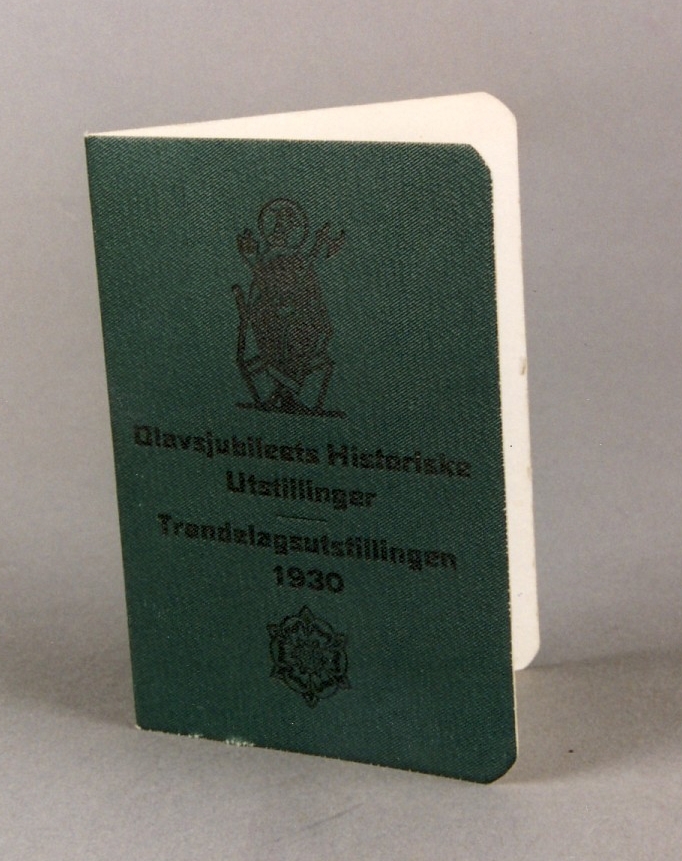 Olavsjubileets Historiske
Utstillinger
Trøndelagsutstillingen
1930